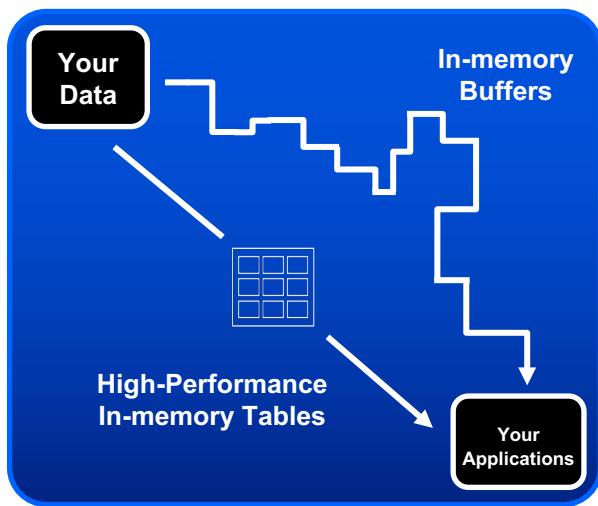 Your
Data
In-memory
Buffers
High-Performance
In-memory Tables
Your
Applications